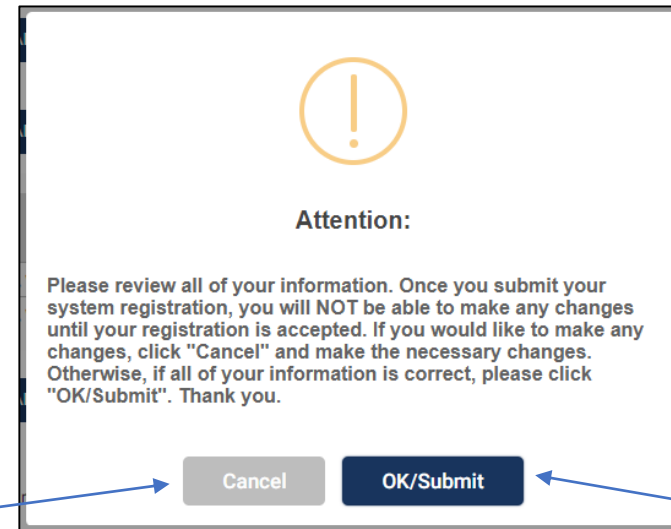 Attention:
Please review all of your information. Once you submit your
system registration, you will NOT be able to make any changes
until your registration is accepted. If you would like to make any
changes, click "Cancel" and make the necessary changes.
Otherwise, if all of your information is correct, please click
"OK/Submit". Thank you.
Cancel
OK/Submit